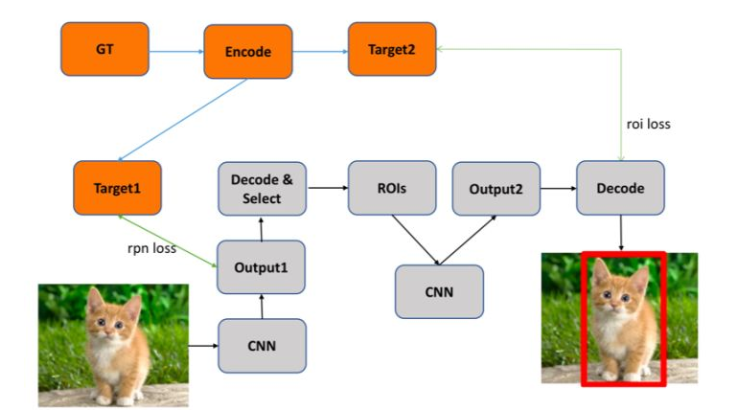 GT
Encode
Target2
roi loss
Target1
Decode &
Select
ROIs
Output2
Decode
rpn loss
Output1
CNN
CNN